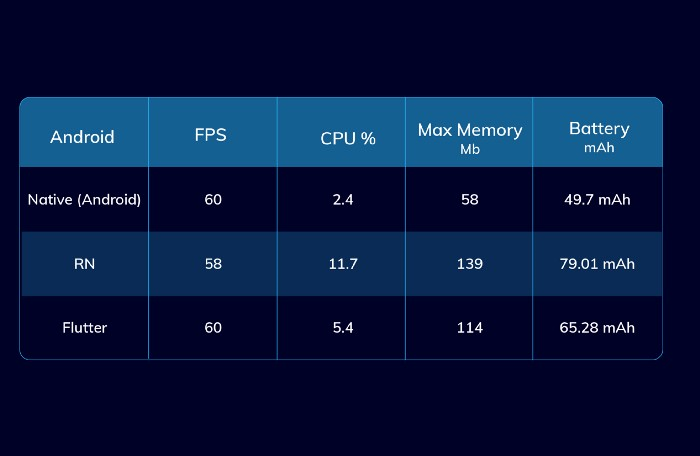 Android FPS CPU % Max Memory Mb Battery mAh
Native (Android) 60 2.4 58 49.7 mAh
RN 58 11.7 139 79.01 mAh
Flutter 60 5.4 114 65.28 mAh